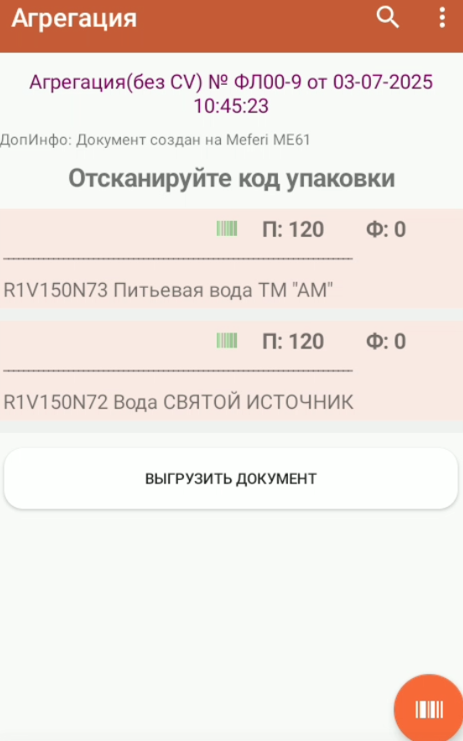 Агрегация
Агрегация(без CV) № ФЛ00-9 от 03-07-2025
10:45:23
ДопИнфо: Документ создан на Meferi ME61
Отсканируйте код упаковки
П: 120 Ф: 0
R1V150N73 Питьевая вода ТМ "АМ"
П: 120 Ф: 0
R1V150N72 Вода СВЯТОЙ ИСТОЧНИК
ВЫГРУЗИТЬ ДОКУМЕНТ